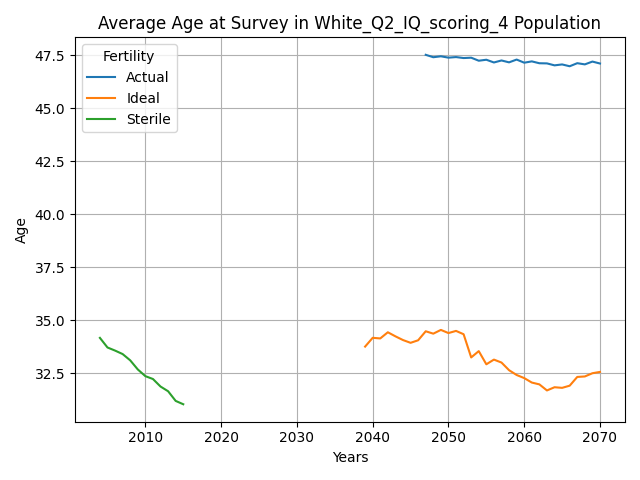 Average Age at Survey in White_Q2_IQ_scoring_4 Population
Fertility
Actual
Ideal
Sterile
47.5
45.0
42.5
40.0
37.5
35.0
32.5
Age
2010
2020
2030
2040
2050
2060
2070
Years